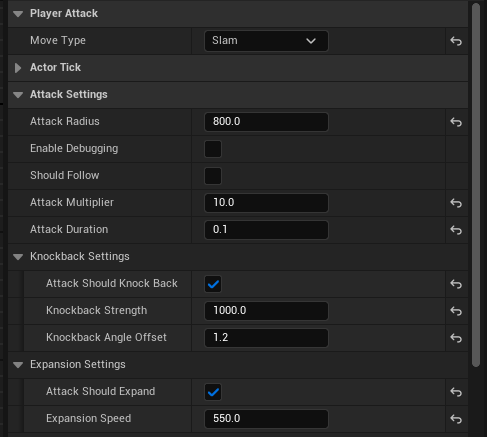 Player Attack
Move Type Slam
Actor Tick
Attack Settings
Attack Radius 800.0
Enable Debugging
Should Follow
Attack Multiplier 10.0
Attack Duration 0.1
Knockback Settings
Attack Should Knock Back
Knockback Strength 1000.0
Knockback Angle Offset 1.2
Expansion Settings
Attack Should Expand
Expansion Speed 550.0